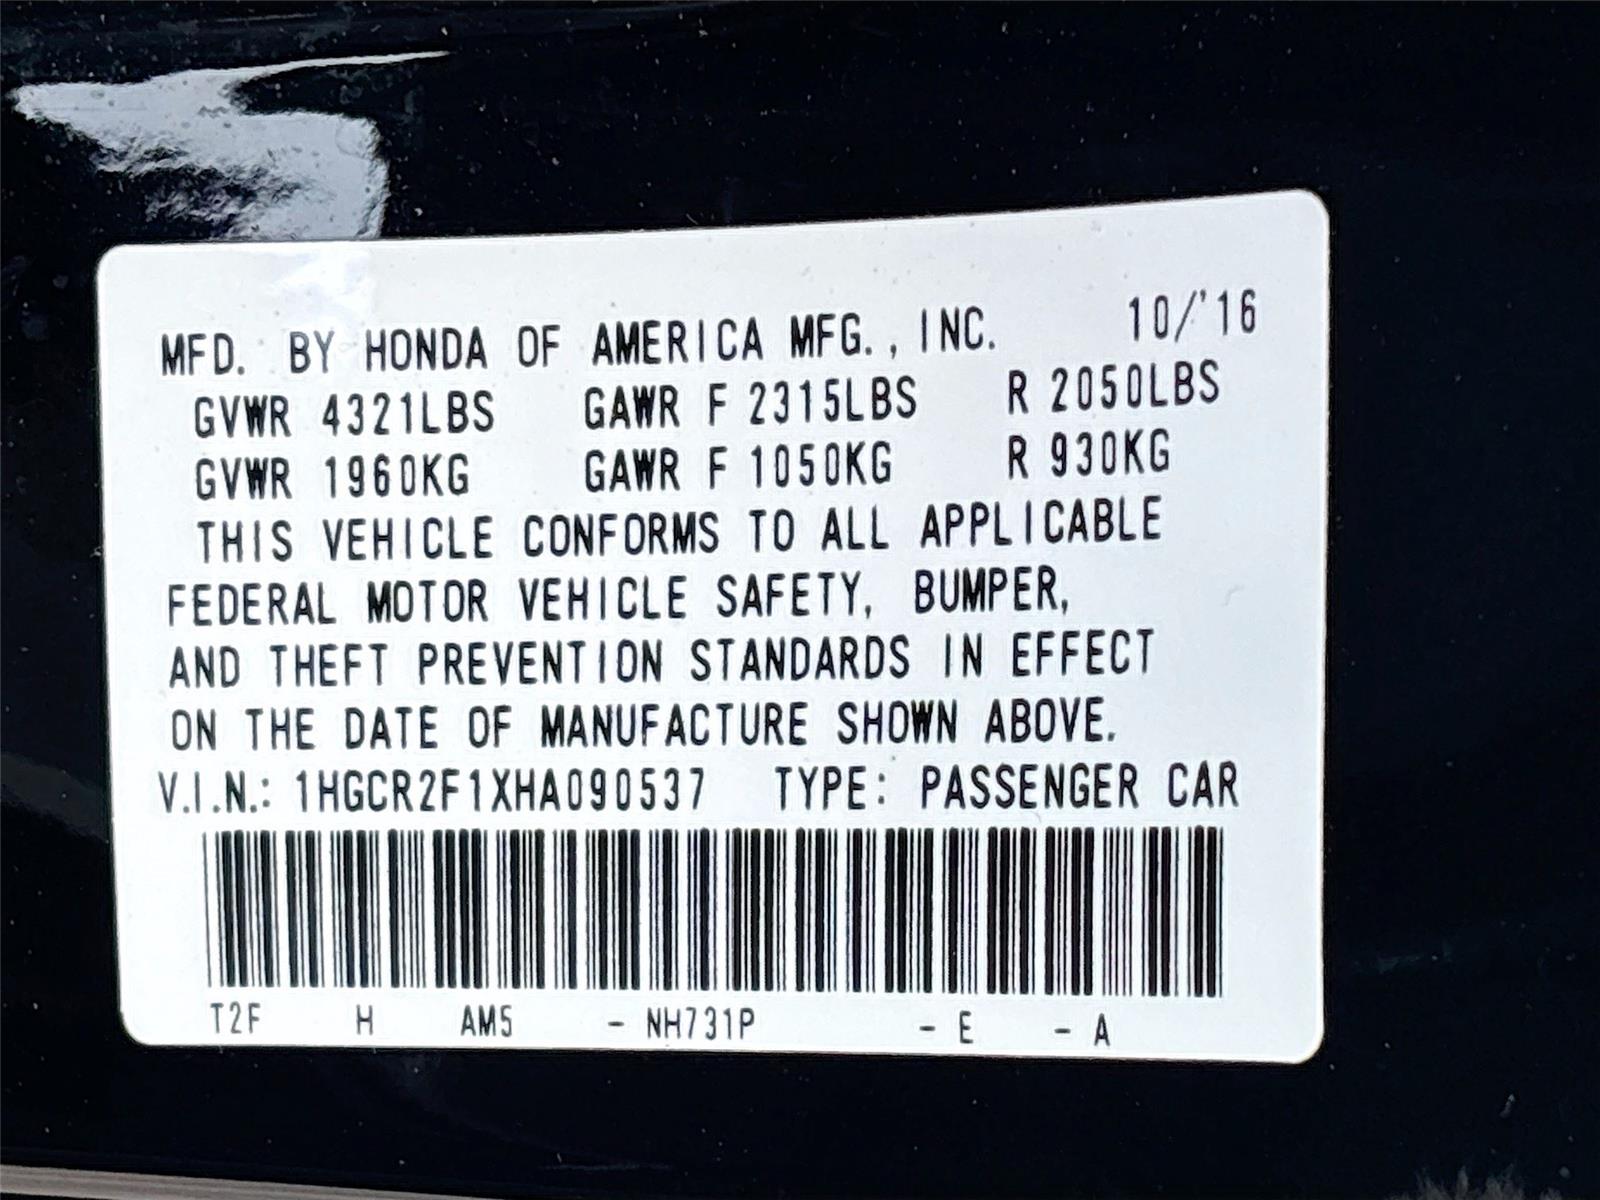 MFD. BY HONDA OF AMERICA MFG., INC. 10/'16
GVWR 4321LBS GAWR F 2315LBS R 2050LBS
GVWR 1960KG GAWR F 1050KG R 930KG
THIS VEHICLE CONFORMS TO ALL APPLICABLE
FEDERAL MOTOR VEHICLE SAFETY, BUMPER,
AND THEFT PREVENTION STANDARDS IN EFFECT
ON THE DATE OF MANUFACTURE SHOWN ABOVE.
V.I.N.: 1HGCR2F1XHA090537 TYPE: PASSENGER CAR
T2F H AM5 - NH731P - E - A